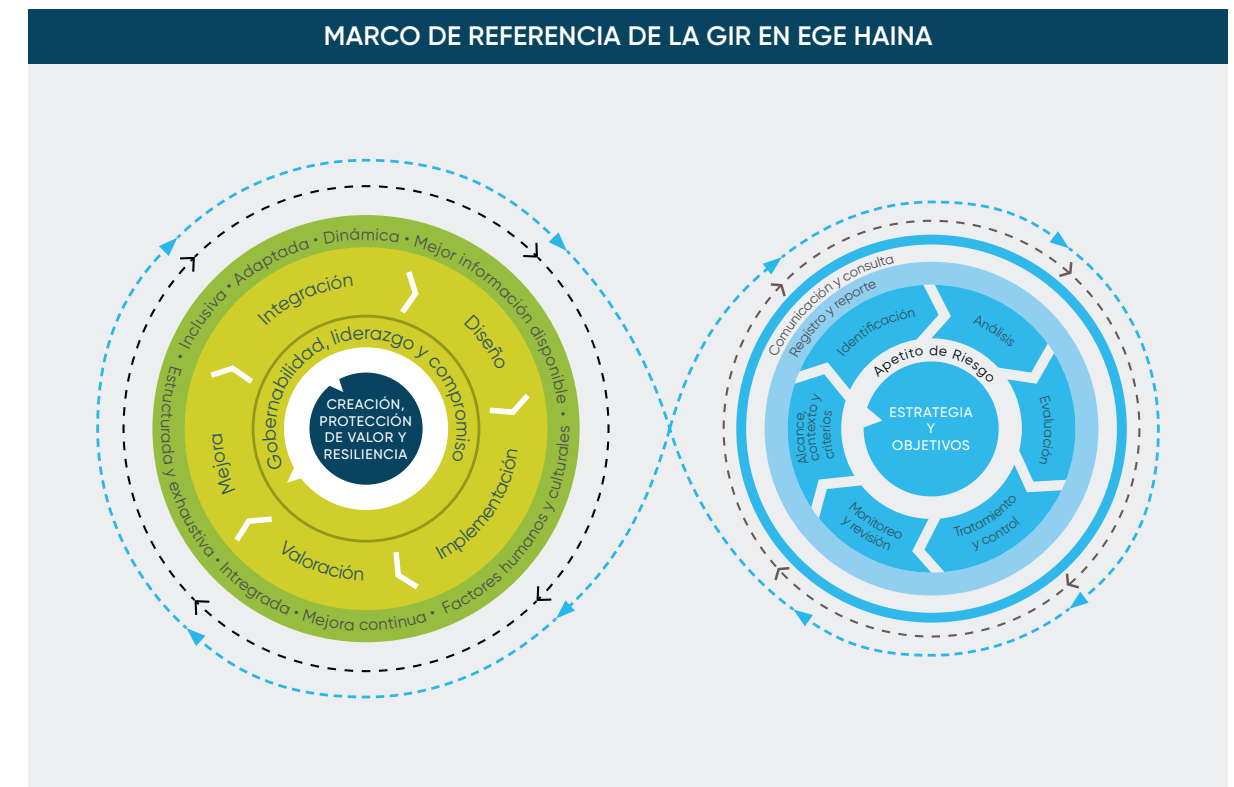 MARCO DE REFERENCIA DE LA GIR EN EGE HAINA
Estructurada y exhaustiva • Inclusiva • Adaptada • Dinámica • Mejor información disponible •
Factores humanos y culturales •
Intregrada • Mejora continua •
Integración
Diseño
Implementación
Valoración
Mejora
Gobernabilidad, liderazgo y compromiso
CREACIÓN,
PROTECCIÓN
DE VALOR Y
RESILIENCIA
Comunicación y consulta
Registro y reporte
Identificación
Análisis
Evaluación
Tratamiento
y control
Monitoreo
y revisión
Alcance,
contexto y
criterios
Apetito de Riesgo
ESTRATEGIA
Y
OBJETIVOS